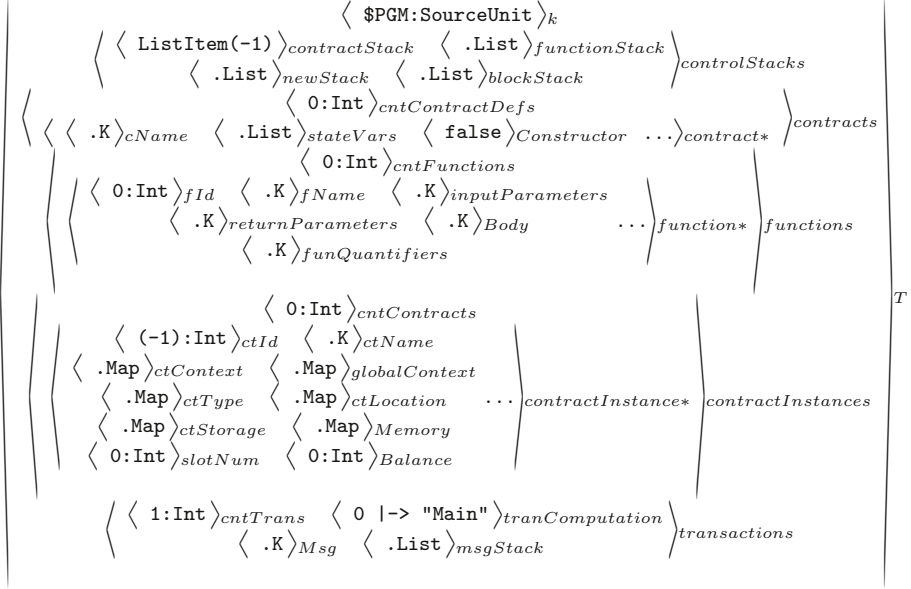 ⟨ $PGM:SourceUnit ⟩k
⟨ ListItem(-1) ⟩contractStack ⟨ .List ⟩functionStack
⟨ .List ⟩newStack ⟨ .List ⟩blockStack
controlStacks
⟨ 0:Int ⟩cntContractDefs
⟨ ⟨ .K ⟩cName ⟨ .List ⟩stateVars ⟨ false ⟩Constructor ...⟩contract*
contracts
⟨ 0:Int ⟩cntFunctions
⟨ 0:Int ⟩fId ⟨ .K ⟩fName ⟨ .K ⟩inputParameters
⟨ .K ⟩returnParameters ⟨ .K ⟩Body ... function* functions
⟨ .K ⟩funQuantifiers
T
⟨ 0:Int ⟩cntContracts
⟨ (-1):Int ⟩ctId ⟨ .K ⟩ctName
⟨ .Map ⟩ctContext ⟨ .Map ⟩globalContext
⟨ .Map ⟩ctType ⟨ .Map ⟩ctLocation ... contractInstance* contractInstances
⟨ .Map ⟩ctStorage ⟨ .Map ⟩Memory
⟨ 0:Int ⟩slotNum ⟨ 0:Int ⟩Balance
⟨ 1:Int ⟩cntTrans ⟨ 0 |-> "Main" ⟩tranComputation
transactions
⟨ .K ⟩Msg ⟨ .List ⟩msgStack